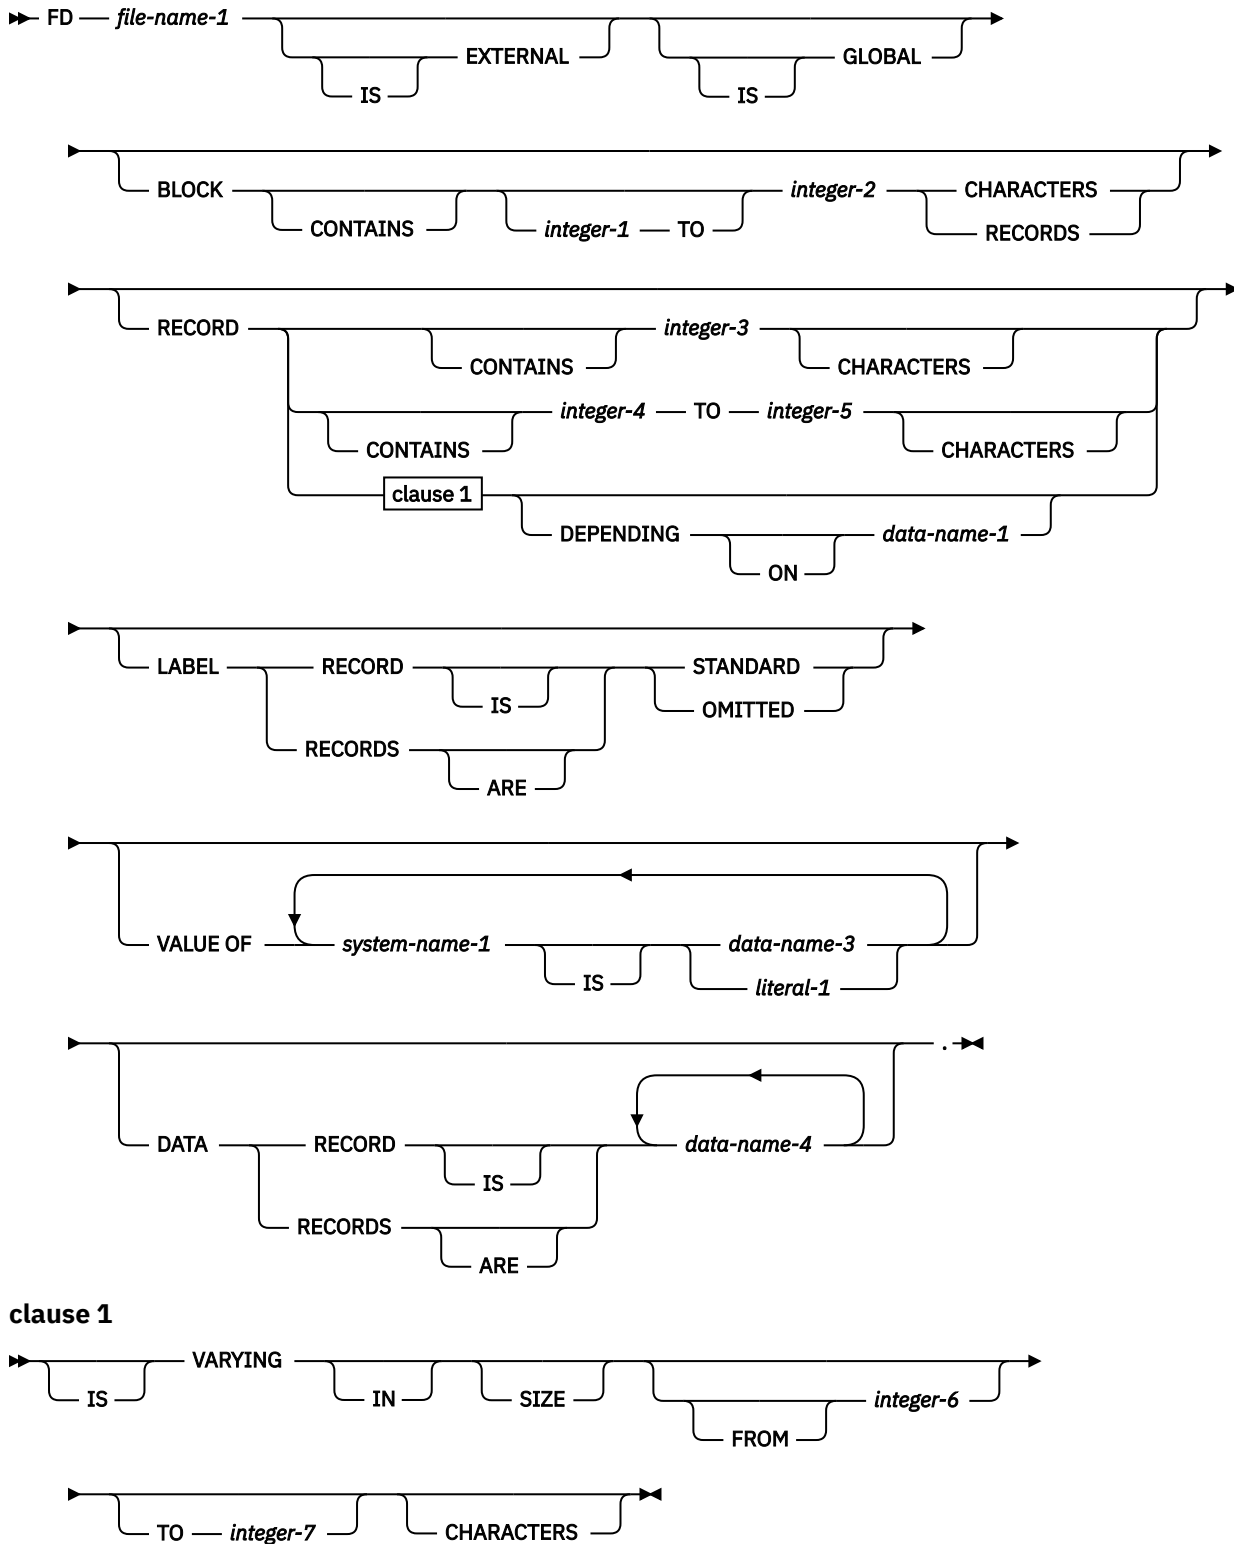 FD file-name-1
EXTERNAL GLOBAL
IS IS
BLOCK integer-2 CHARACTERS
CONTAINS integer-1 TO RECORDS
RECORD integer-3
CONTAINS CHARACTERS
integer-4 TO integer-5
CONTAINS CHARACTERS
clause 1
DEPENDING data-name-1
ON
LABEL RECORD STANDARD
IS OMITTED
RECORDS
ARE
VALUE OF system-name-1 data-name-3
IS literal-1
.
DATA RECORD data-name-4
IS
RECORDS
ARE
clause 1
VARYING
IS IN SIZE integer-6
FROM
TO integer-7 CHARACTERS